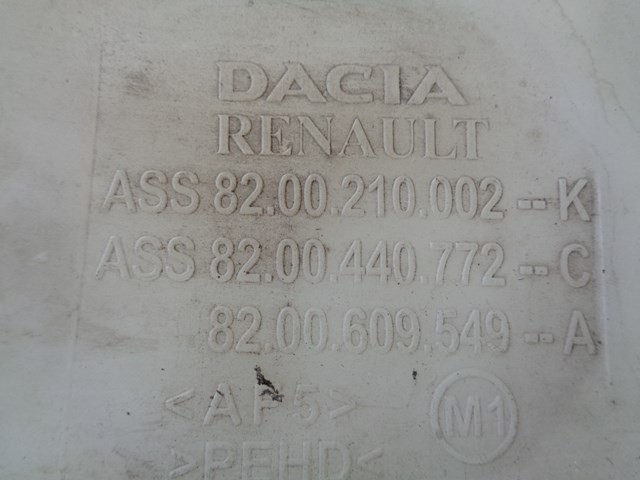 DACIA
RENAULT
ASS 82.00.210.002--K
ASS 82.00.440.772--C
82.00.609.549--A
<AF5> M1
>PEHD<